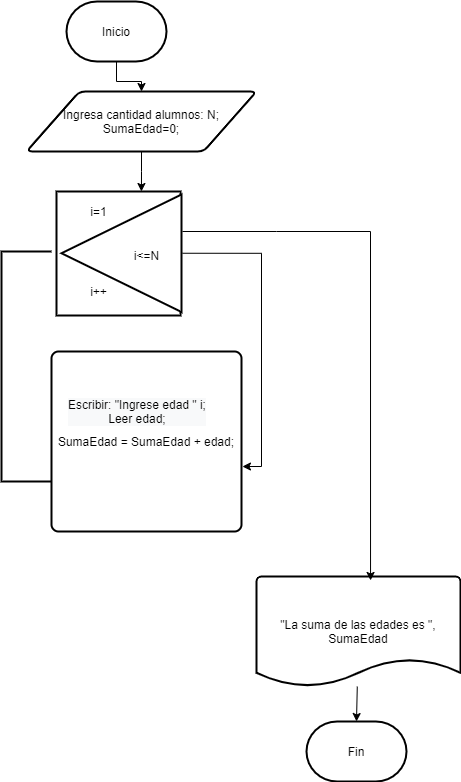 Inicio
Ingresa cantidad alumnos: N;
SumaEdad=0;
i=1
i<=N
i++
Escribir: "Ingrese edad " i;
Leer edad;
SumaEdad = SumaEdad + edad;
"La suma de las edades es ",
SumaEdad
Fin